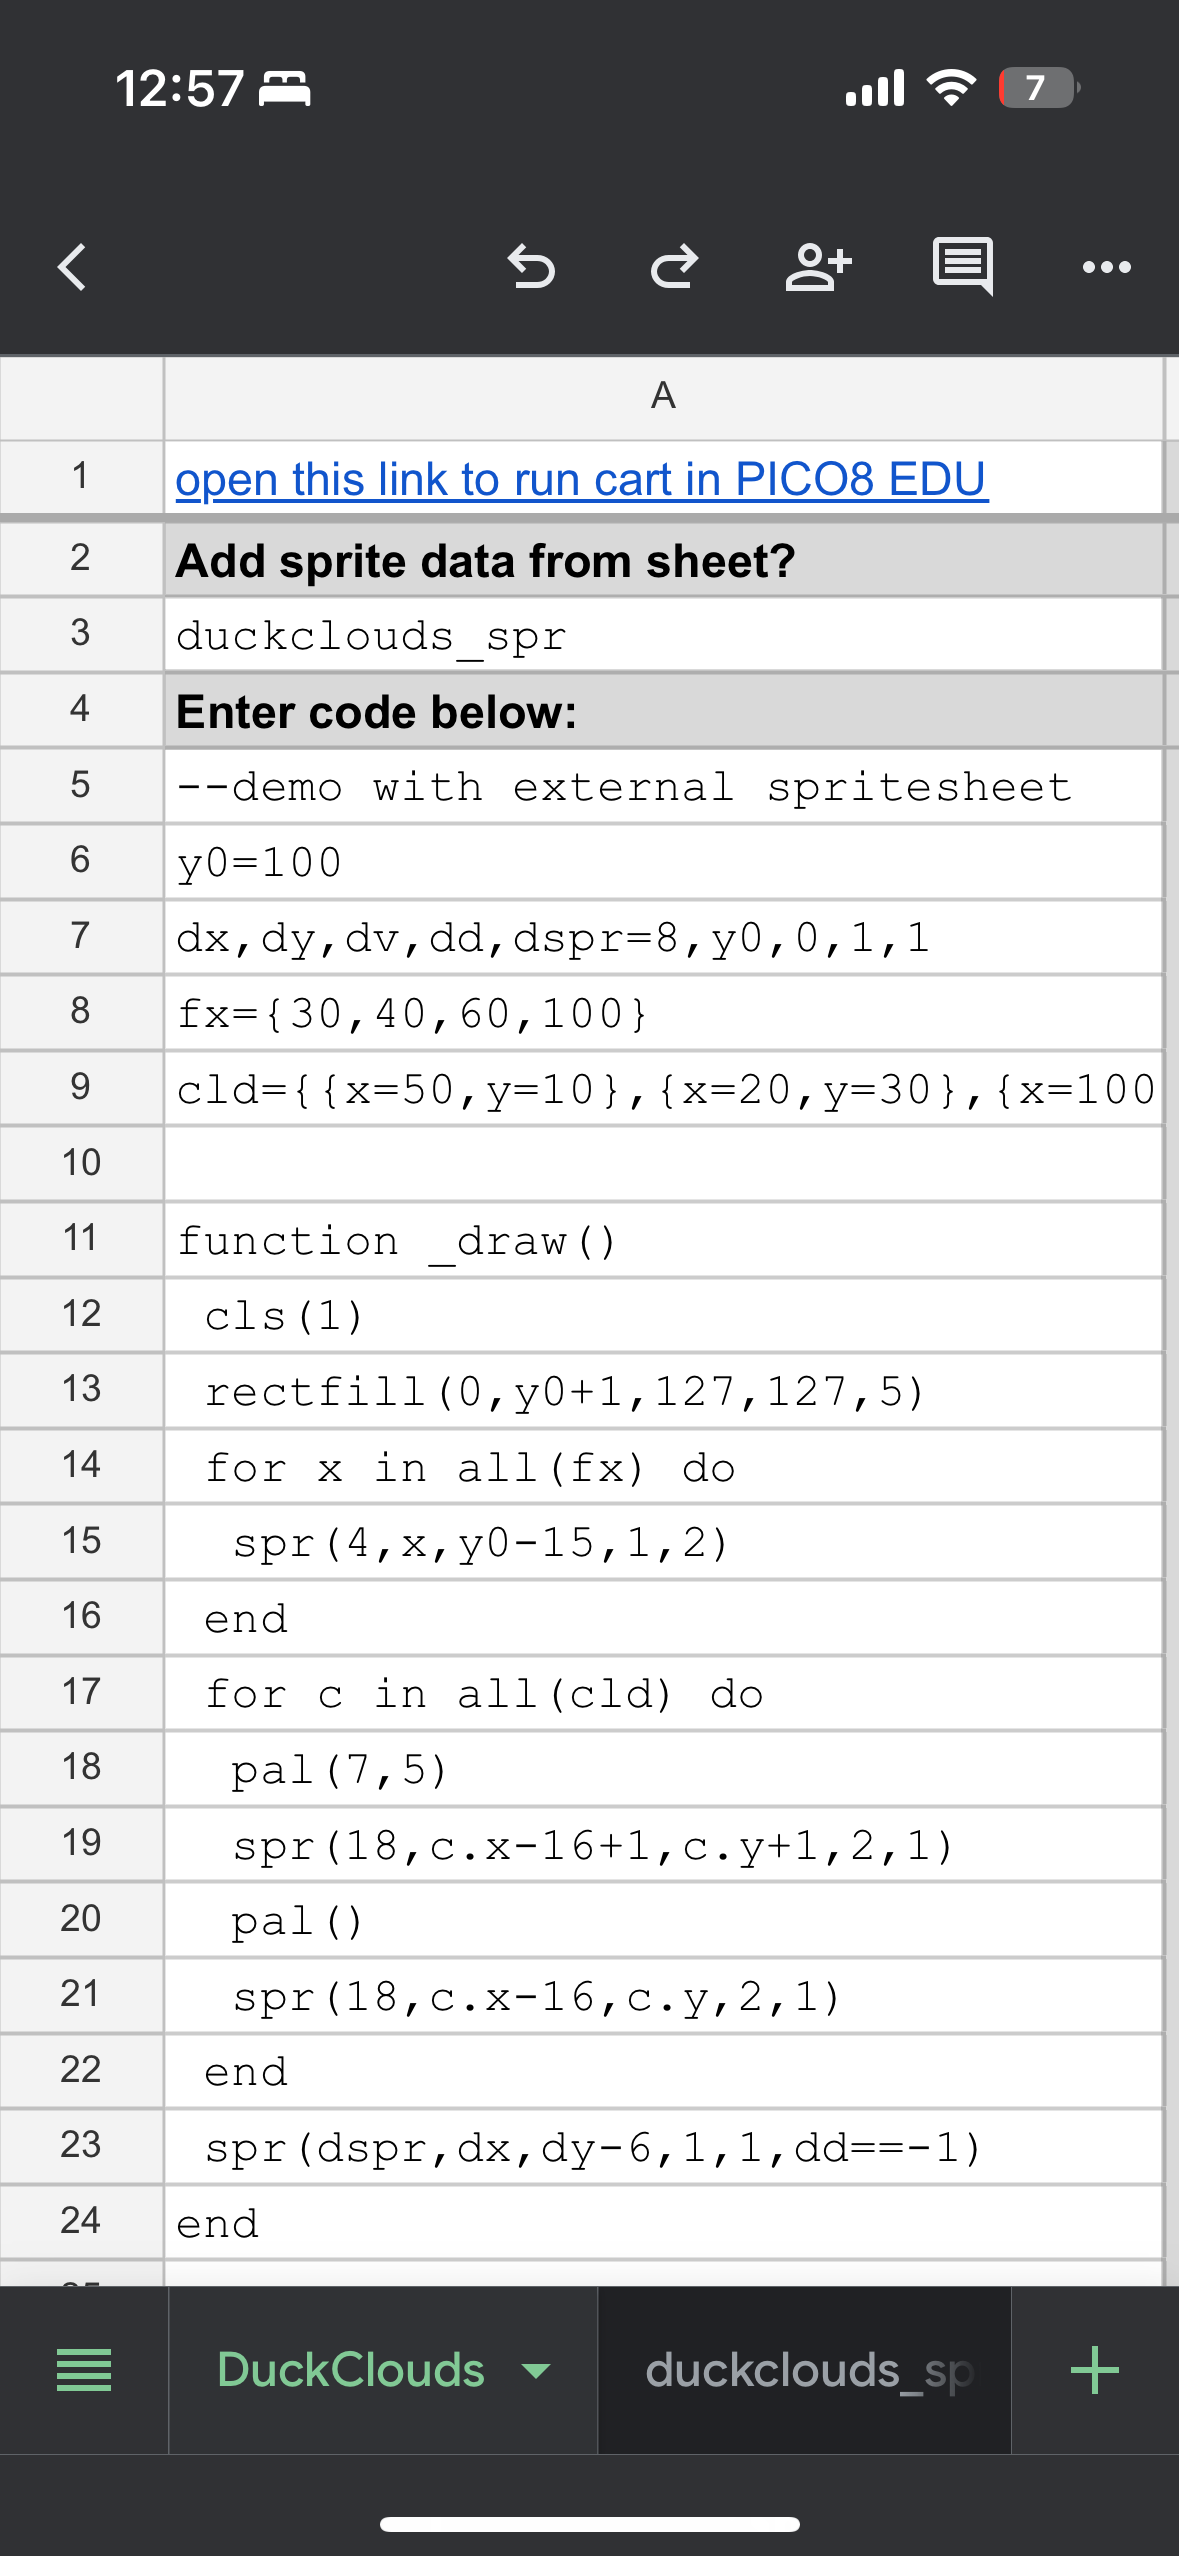 12:57
7
A
1 open this link to run cart in PICO8 EDU
2 Add sprite data from sheet?
3 duckclouds_spr
4 Enter code below:
5 --demo with external spritesheet
6 y0=100
7 dx,dy,dv,dd,dspr=8,y0,0,1,1
8 fx={30,40,60,100}
9 cld={{x=50,y=10},{x=20,y=30},{x=100
10
11 function _draw()
12  cls(1)
13  rectfill(0,y0+1,127,127,5)
14  for x in all(fx) do
15   spr(4,x,y0-15,1,2)
16  end
17  for c in all(cld) do
18   pal(7,5)
19   spr(18,c.x-16+1,c.y+1,2,1)
20   pal()
21   spr(18,c.x-16,c.y,2,1)
22  end
23  spr(dspr,dx,dy-6,1,1,dd==-1)
24 end
DuckClouds duckclouds_sp